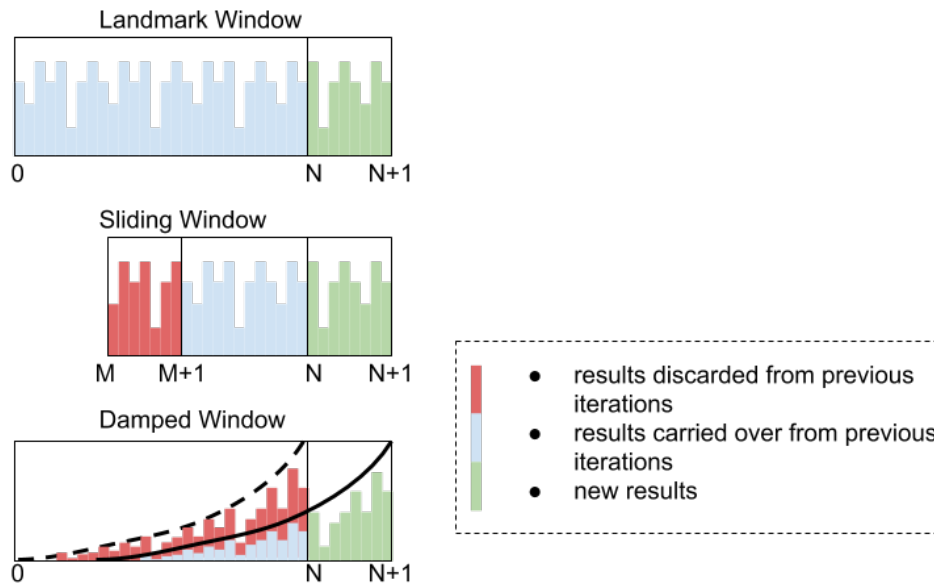 Landmark Window
0 N N+1
Sliding Window
M M+1 N N+1
Damped Window
0 N N+1
● results discarded from previous
iterations
● results carried over from previous
iterations
● new results